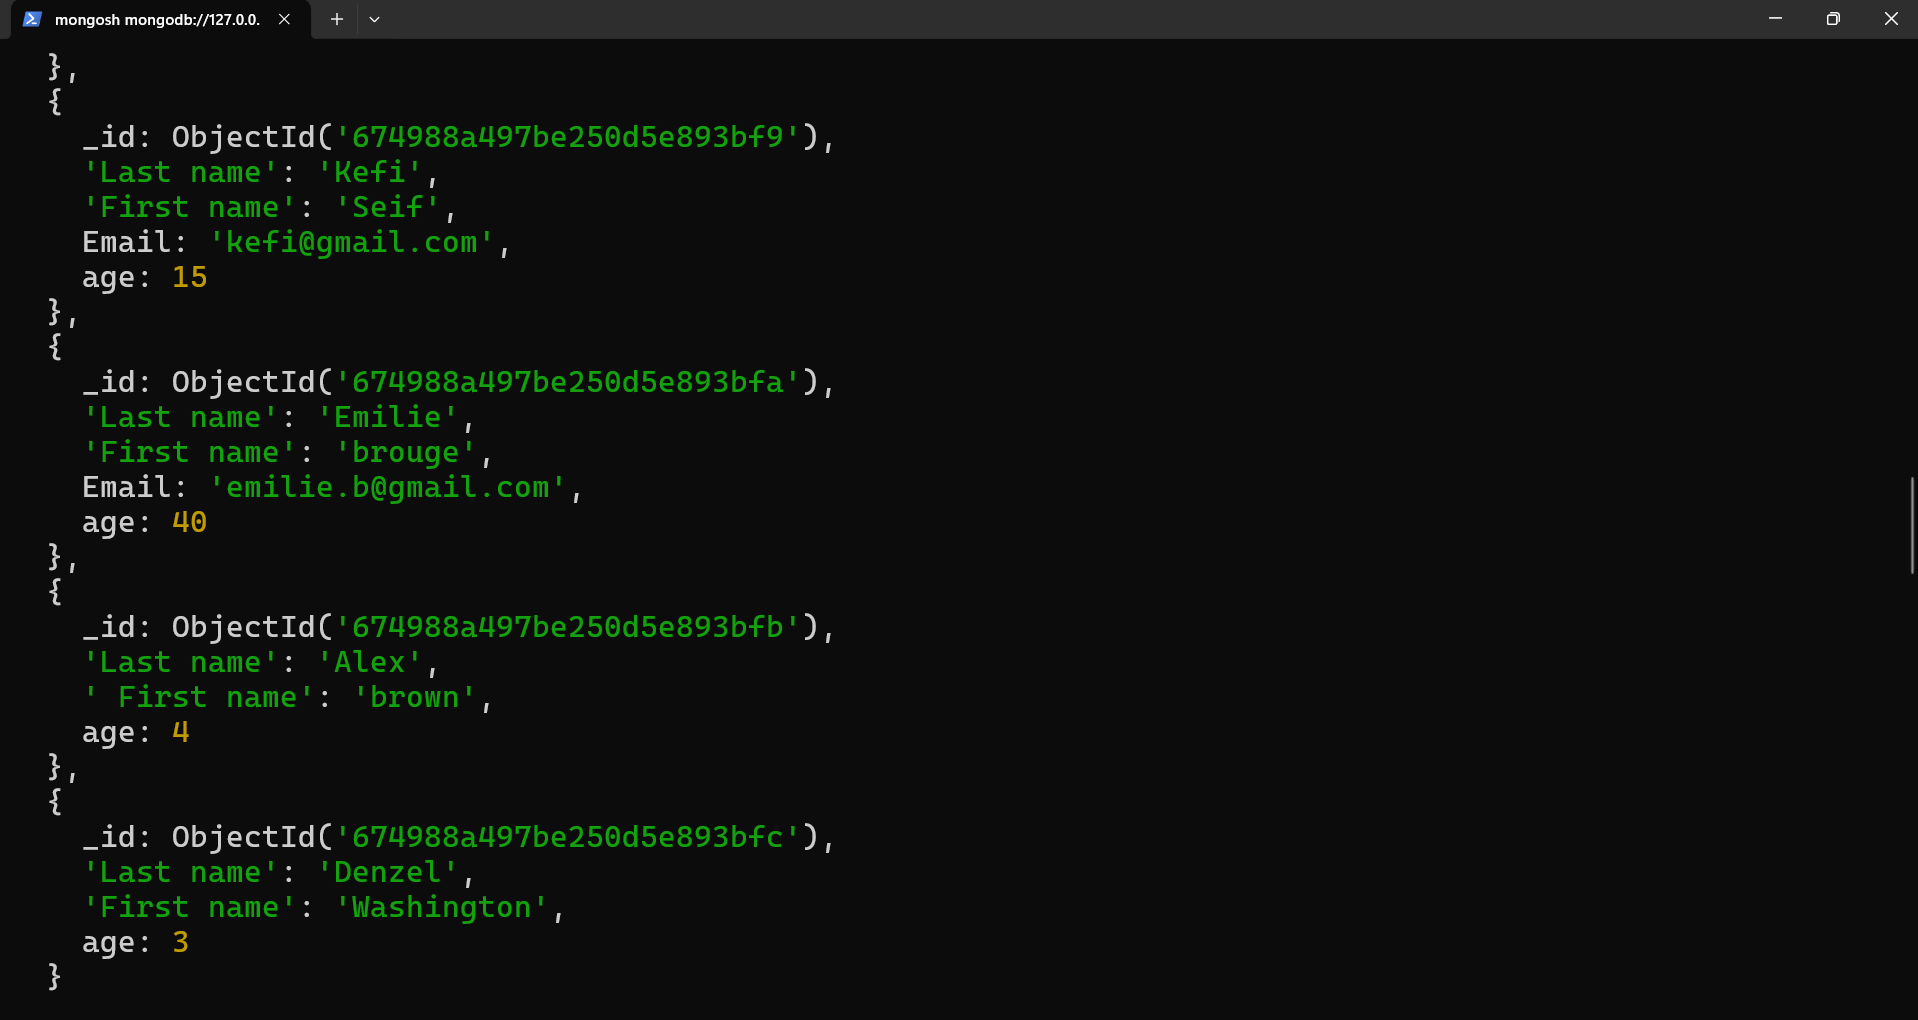 mongosh mongodb://127.0.0.
},
{
_id: ObjectId('674988a497be250d5e893bf9'),
'Last name': 'Kefi',
'First name': 'Seif',
Email: 'kefi@gmail.com',
age: 15
},
{
_id: ObjectId('674988a497be250d5e893bfa'),
'Last name': 'Emilie',
'First name': 'brouge',
Email: 'emilie.b@gmail.com',
age: 40
},
{
_id: ObjectId('674988a497be250d5e893bfb'),
'Last name': 'Alex',
' First name': 'brown',
age: 4
},
{
_id: ObjectId('674988a497be250d5e893bfc'),
'Last name': 'Denzel',
'First name': 'Washington',
age: 3
}